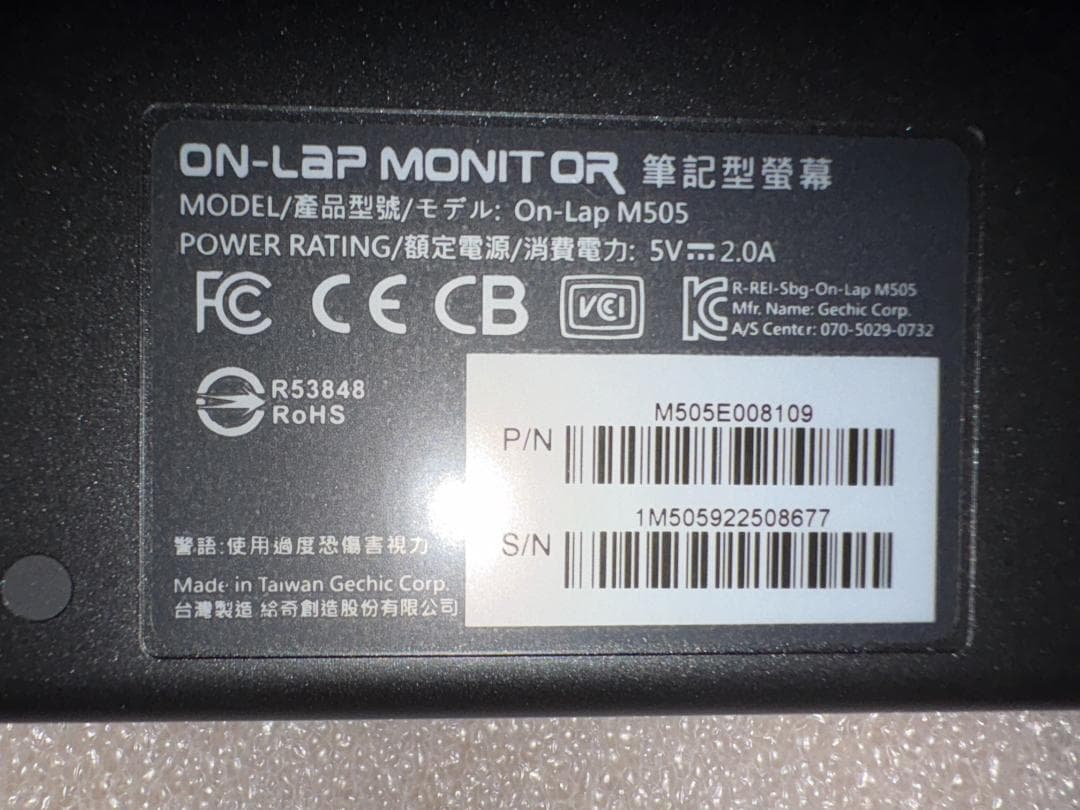 ON-LAP MONITOR 筆記型螢幕
MODEL/產品型號/モデル: On-Lap M505
POWER RATING/額定電源/消費電力: 5V⎓2.0A
FC CE CB VCCI KC
R-REI-Sbg-On-Lap M505
Mfr. Name: Gechic Corp.
A/S Center: 070-5029-0732
R53848
RoHS
M505E008109
P/N
1M505922508677
S/N
警語:使用過度恐傷害視力
Made in Taiwan Gechic Corp.
台灣製造 給奇創造股份有限公司